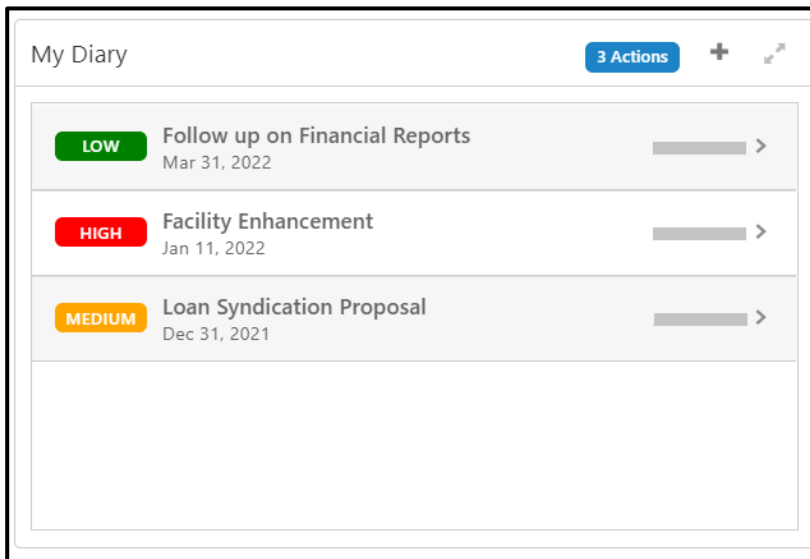 My Diary
3 Actions
LOW
Follow up on Financial Reports
Mar 31, 2022
HIGH
Facility Enhancement
Jan 11, 2022
MEDIUM
Loan Syndication Proposal
Dec 31, 2021